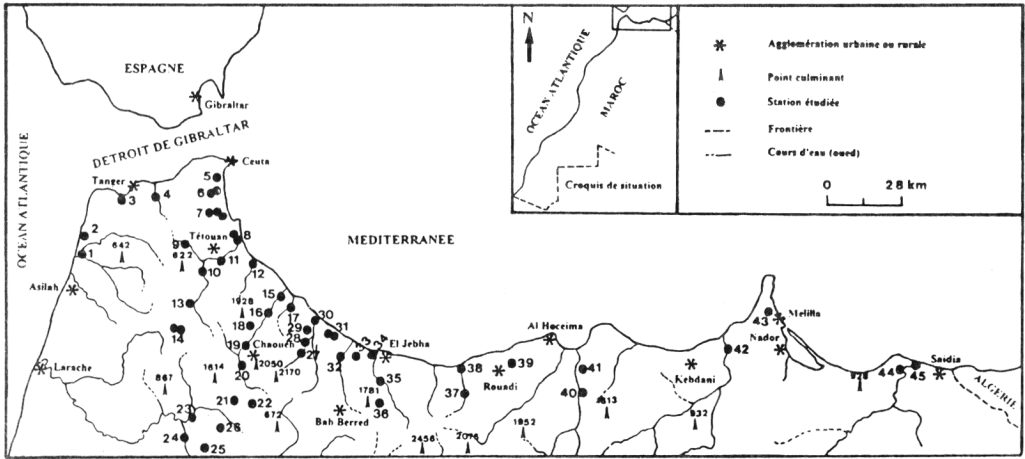 ESPAGNE
Gibraltar
DETROIT DE GIBRALTAR
OCEAN ATLANTIQUE
MEDITERRANEE
Ceuta
Tanger
Tétouan
Asilah
Larache
Chaouen
El Jebha
Bab Berred
Al Hoceima
Rouadi
Kebdani
Melilla
Nador
Saidia
ALGERIE
1
2
3
4
5
6
7
8
9
10
11
12
13
14
15
16
17
18
19
20
21
22
23
24
25
26
27
28
29
30
31
32
33
34
35
36
37
38
39
40
41
42
43
44
45
642
622
1928
2050
2170
1614
867
672
1781
2456
2076
1952
932
N
OCEAN ATLANTIQUE
MAROC
Croquis de situation
Agglomération urbaine ou rurale
Point culminant
Station étudiée
Frontière
Cours d'eau (oued)
0 28 km